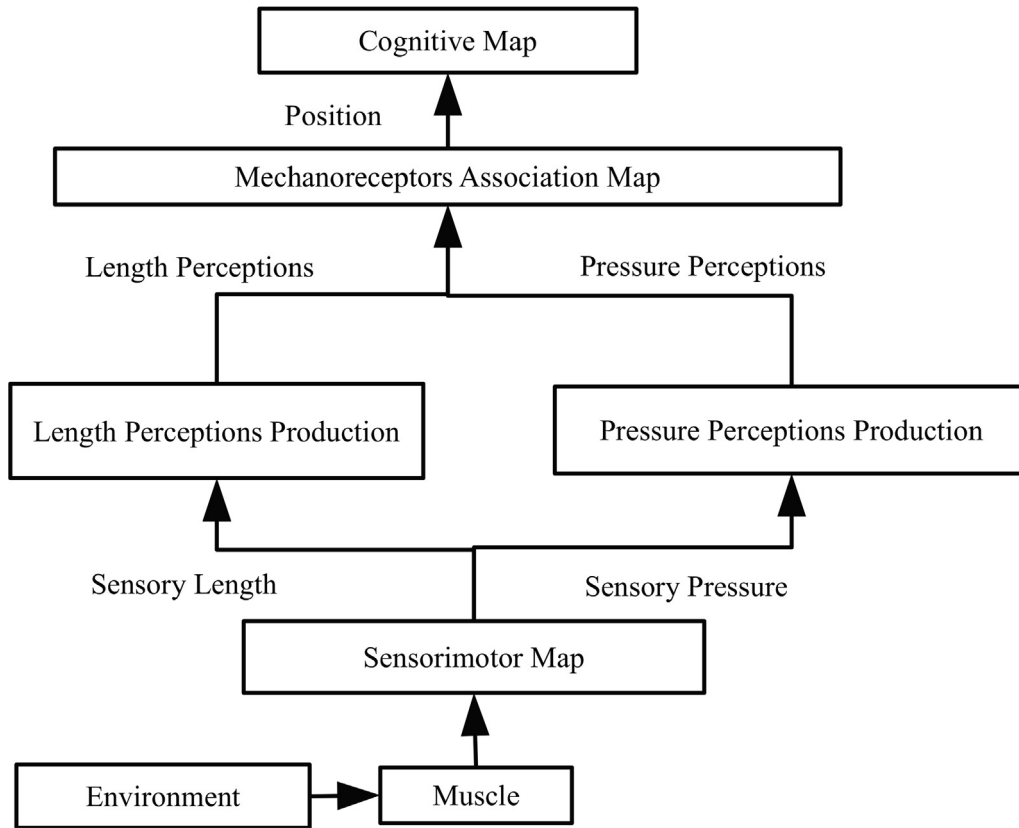 Cognitive Map
Position
Mechanoreceptors Association Map
Length Perceptions
Pressure Perceptions
Length Perceptions Production
Pressure Perceptions Production
Sensory Length
Sensory Pressure
Sensorimotor Map
Environment
Muscle